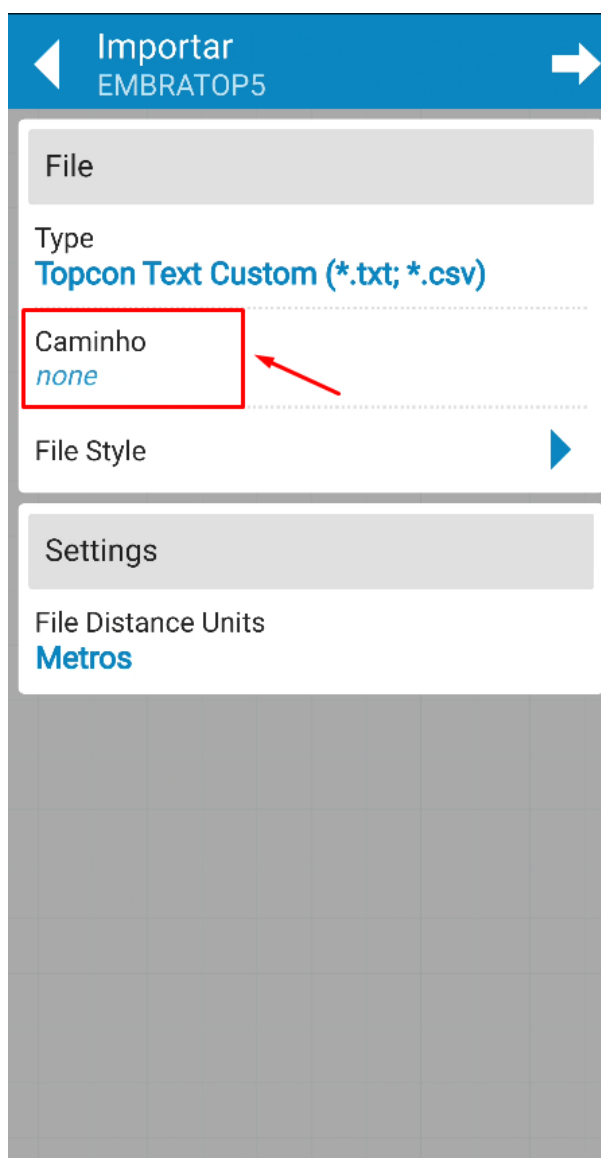 Importar
EMBRATOP5
File
Type
Topcon Text Custom (*.txt; *.csv)
Caminho
none
File Style
Settings
File Distance Units
Metros